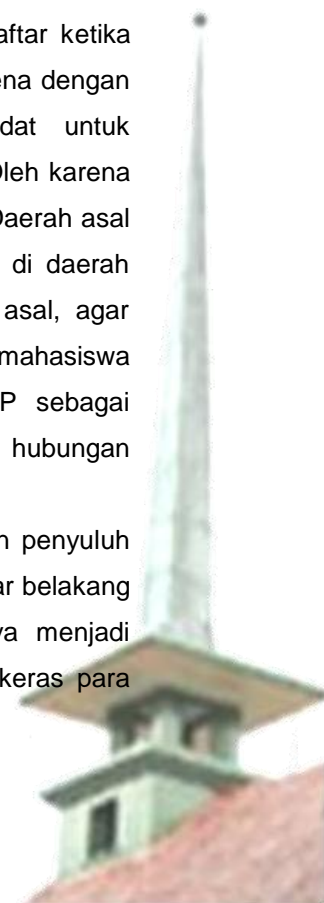 aftar ketika
ena dengan
dat untuk
Oleh karena
Daerah asal
di daerah
asal, agar
mahasiswa
P sebagai
hubungan
n penyuluh
ar belakang
va menjadi
keras para